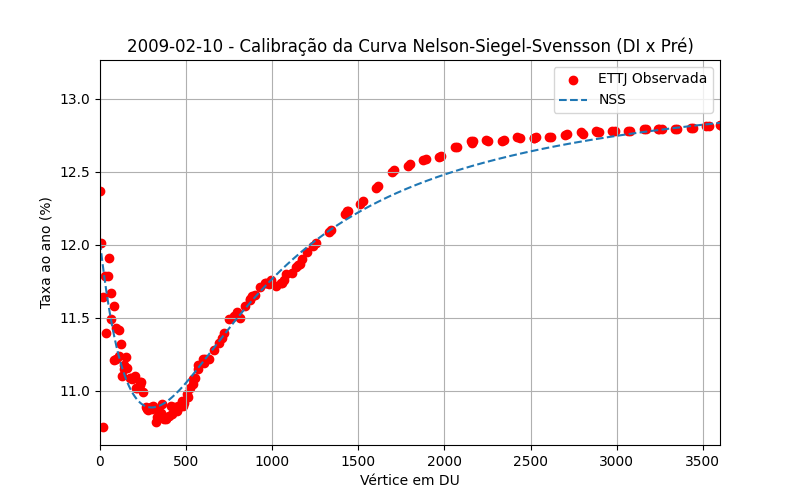 2009-02-10 - Calibração da Curva Nelson-Siegel-Svensson (DI x Pré)
ETTJ Observada
NSS
Taxa ao ano (%)
13.0
12.5
12.0
11.5
11.0
0 500 1000 1500 2000 2500 3000 3500
Vértice em DU